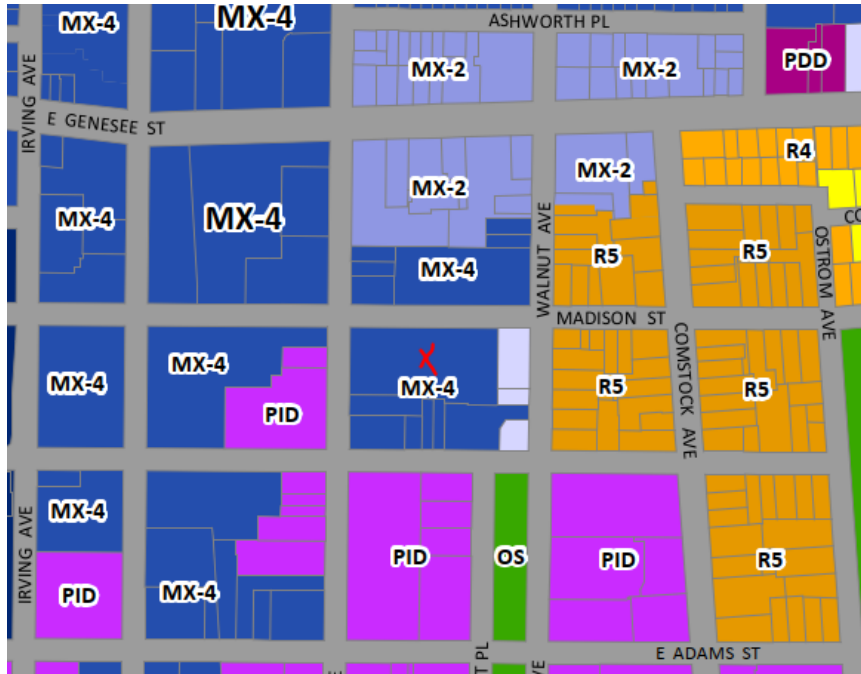 ASHWORTH PL
MX-4
MX-4
MX-2
MX-2
PDD
IRVING AVE
E GENESEE ST
R4
MX-4
MX-4
MX-2
MX-2
MX-4
WALNUT AVE
R5
R5
OSTROM AVE
CO
MADISON ST
MX-4
MX-4
PID
MX-4
R5
COMSTOCK AVE
R5
MX-4
IRVING AVE
PID
MX-4
PID
OS
PID
R5
E ADAMS ST
T PL
VE